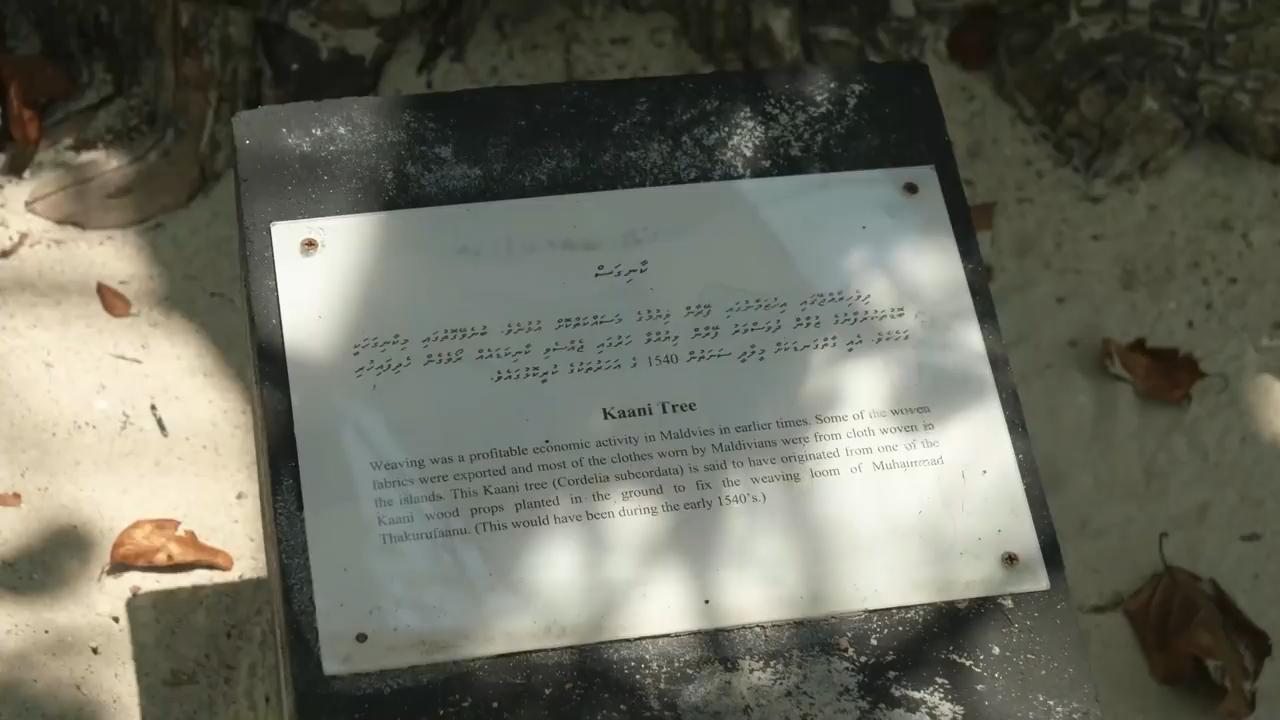 ކާނިގަސް
ދިވެހިރާއްޖޭގައި އިހުޒަމާނުގައި ފޭރާން ވިޔުމުގެ މަސައްކަތްކޮށް އުޅުނެވެ. ބުނެވޭގޮތުގައި މިކާނިގަހަކީ
ބޮޑުތަކުރުފާނުގެ ޒަމާން ދުވަސްވަރު ފޭރާން ވިޔުއްވާ ހަރުގައި ޖެއްސެވި ކާނިކަޑައެއް ރޯވެގެން ހެދިފައިހުރި
ގަހެކެވެ. އެއީ ގާތްގަނޑަކަށް މީލާދީ ސަނަތުން 1540 ގެ އަހަރުތަކުގެ ކުރީކޮޅުގައެވެ.
Kaani Tree
Weaving was a profitable economic activity in Maldvies in earlier times. Some of the woven
fabrics were exported and most of the clothes worn by Maldivians were from cloth woven in
the islands. This Kaani tree (Cordelia subcordata) is said to have originated from one of the
Kaani wood props planted in the ground to fix the weaving loom of Muhammad
Thakurufaanu. (This would have been during the early 1540's.)